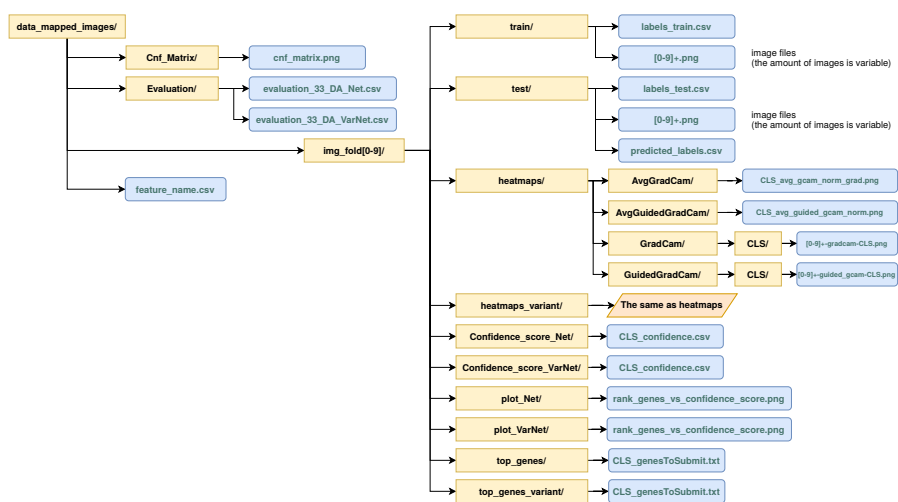 data_mapped_images/
Cnf_Matrix/
cnf_matrix.png
Evaluation/
evaluation_33_DA_Net.csv
evaluation_33_DA_VarNet.csv
img_fold[0-9]/
feature_name.csv
train/
labels_train.csv
[0-9]+.png
image files
(the amount of images is variable)
test/
labels_test.csv
[0-9]+.png
image files
(the amount of images is variable)
predicted_labels.csv
heatmaps/
AvgGradCam/
CLS_avg_gcam_norm_grad.png
AvgGuidedGradCam/
CLS_avg_guided_gcam_norm.png
GradCam/
CLS/
[0-9]+-gradcam-CLS.png
GuidedGradCam/
CLS/
[0-9]+-guided_gcam-CLS.png
heatmaps_variant/
The same as heatmaps
Confidence_score_Net/
CLS_confidence.csv
Confidence_score_VarNet/
CLS_confidence.csv
plot_Net/
rank_genes_vs_confidence_score.png
plot_VarNet/
rank_genes_vs_confidence_score.png
top_genes/
CLS_genesToSubmit.txt
top_genes_variant/
CLS_genesToSubmit.txt